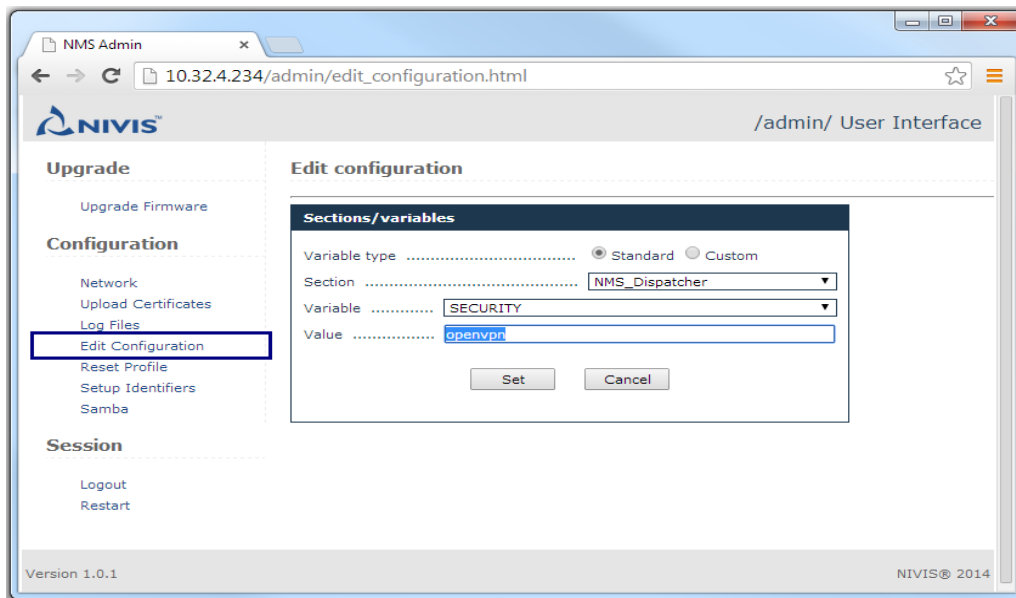 NMS Admin
10.32.4.234/admin/edit_configuration.html
NIVIS™
/admin/ User Interface
Upgrade
Upgrade Firmware
Configuration
Network
Upload Certificates
Log Files
Edit Configuration
Reset Profile
Setup Identifiers
Samba
Session
Logout
Restart
Edit configuration
Sections/variables
Variable type .................................. Standard Custom
Section ........................................... NMS_Dispatcher
Variable ............. SECURITY
Value ................. openvpn
Set Cancel
Version 1.0.1
NIVIS® 2014